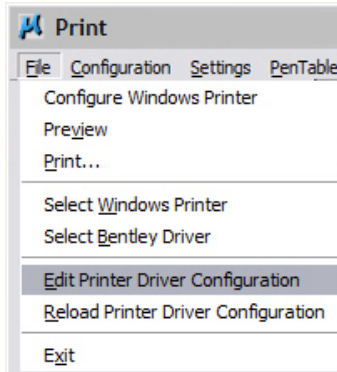 Print
File Configuration Settings PenTable
Configure Windows Printer
Preview
Print...
Select Windows Printer
Select Bentley Driver
Edit Printer Driver Configuration
Reload Printer Driver Configuration
Exit